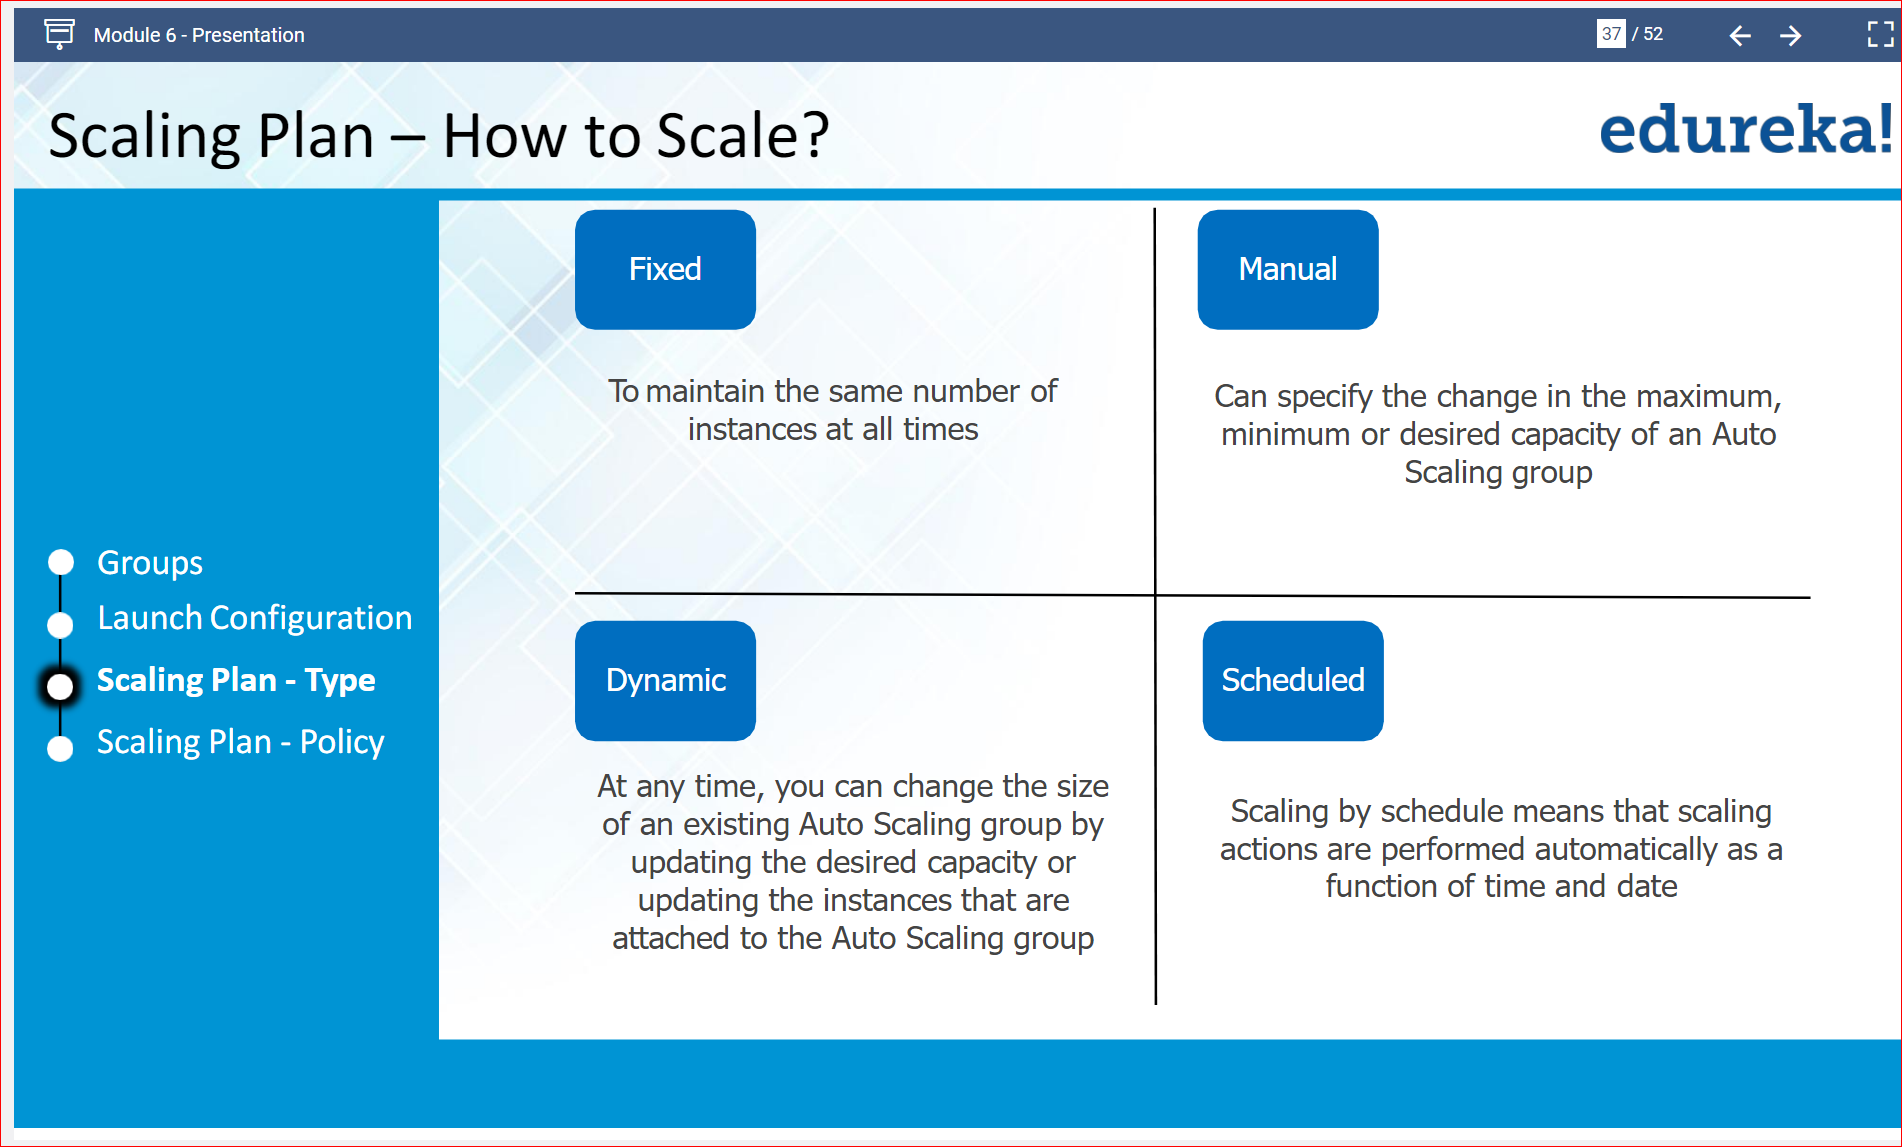 Module 6 - Presentation
37 / 52
Scaling Plan – How to Scale?
edureka!
Groups
Launch Configuration
Scaling Plan - Type
Scaling Plan - Policy
Fixed
To maintain the same number of
instances at all times
Manual
Can specify the change in the maximum,
minimum or desired capacity of an Auto
Scaling group
Dynamic
At any time, you can change the size
of an existing Auto Scaling group by
updating the desired capacity or
updating the instances that are
attached to the Auto Scaling group
Scheduled
Scaling by schedule means that scaling
actions are performed automatically as a
function of time and date